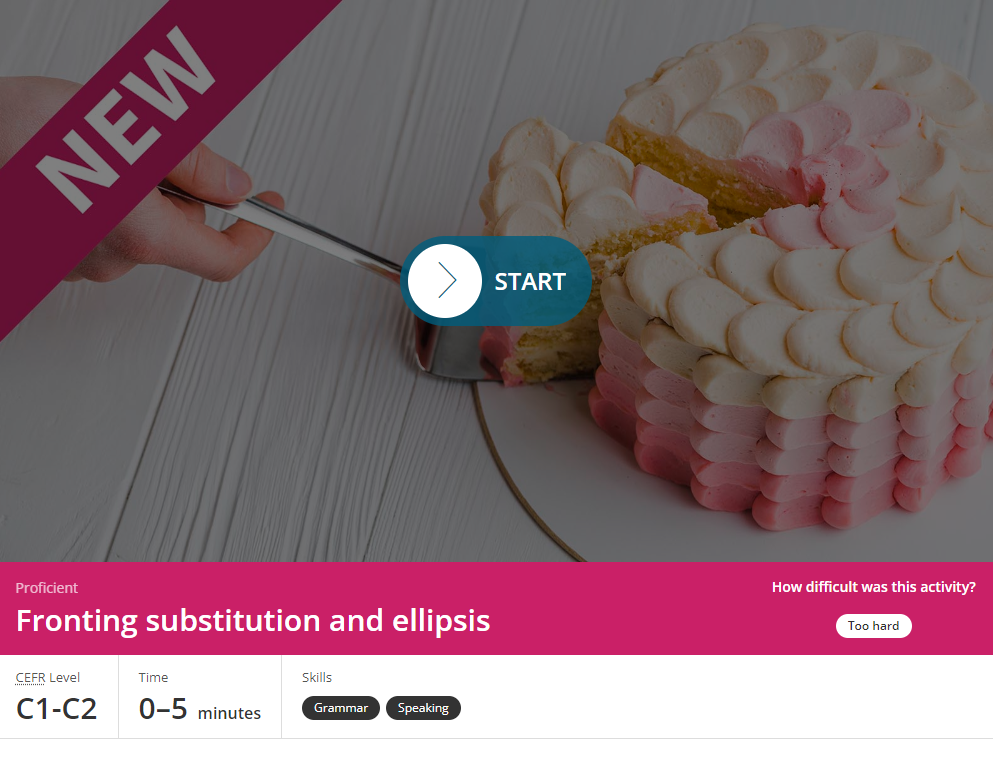 NEW
START
Proficient
Fronting substitution and ellipsis
How difficult was this activity?
Too hard
CEFR Level
C1-C2
Time
0–5 minutes
Skills
Grammar
Speaking